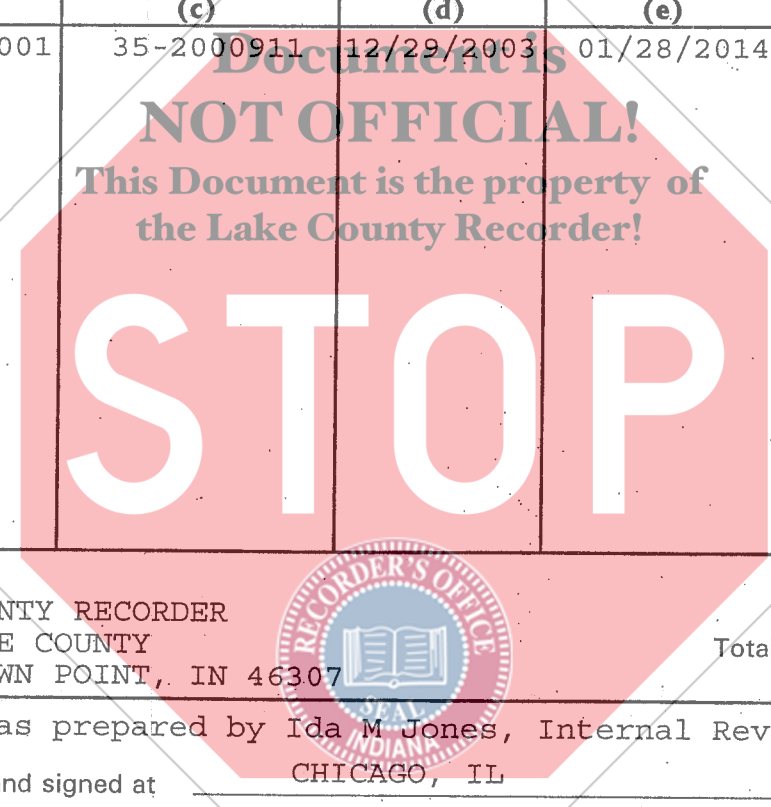 (c) (d) (e)
001 35-2000911 12/29/2003 01/28/2014
Document is
NOT OFFICIAL!
This Document is the property of
the Lake County Recorder!
STOP
NTY RECORDER
E COUNTY
WN POINT, IN 46307
Tota
RECORDER'S OFFICE
SEAL
INDIANA
as prepared by Ida M Jones, Internal Rev
nd signed at CHICAGO, IL